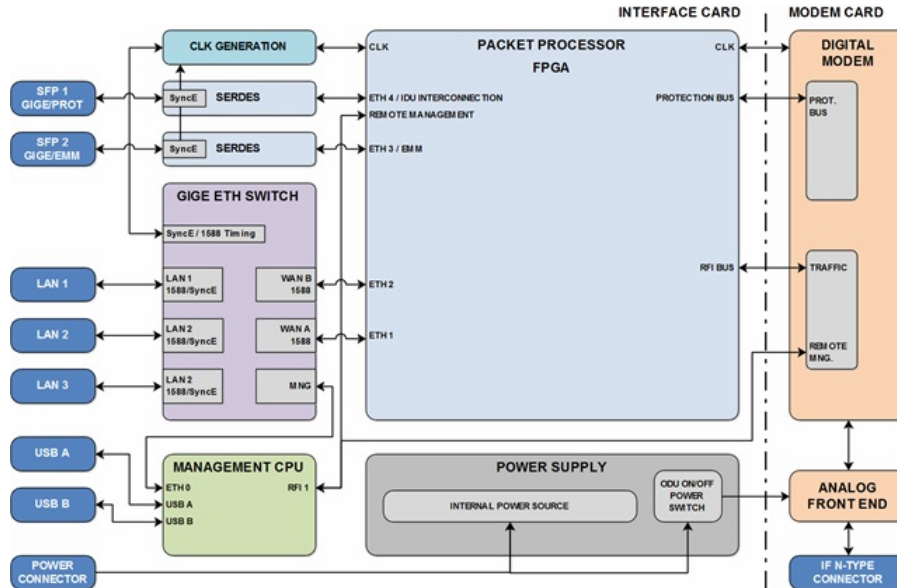 INTERFACE CARD
MODEM CARD
CLK GENERATION
PACKET PROCESSOR
FPGA
CLK
CLK
DIGITAL
MODEM
SFP 1
GIGE/PROT
SyncE
SERDES
ETH 4 / IDU INTERCONNECTION
REMOTE MANAGEMENT
PROTECTION BUS
PROT.
BUS
SFP 2
GIGE/EMM
SyncE
SERDES
ETH 3 / EMM
GIGE ETH SWITCH
SyncE / 1588 Timing
LAN 1
LAN 1
1588/SyncE
WAN B
1588
ETH 2
RFI BUS
TRAFFIC
LAN 2
LAN 2
1588/SyncE
WAN A
1588
ETH 1
REMOTE
MNG.
LAN 3
LAN 2
1588/SyncE
MNG
USB A
MANAGEMENT CPU
ETH 0
RFI 1
USB A
USB B
USB B
POWER SUPPLY
INTERNAL POWER SOURCE
ODU ON/OFF
POWER
SWITCH
ANALOG
FRONT END
POWER
CONNECTOR
IF N-TYPE
CONNECTOR